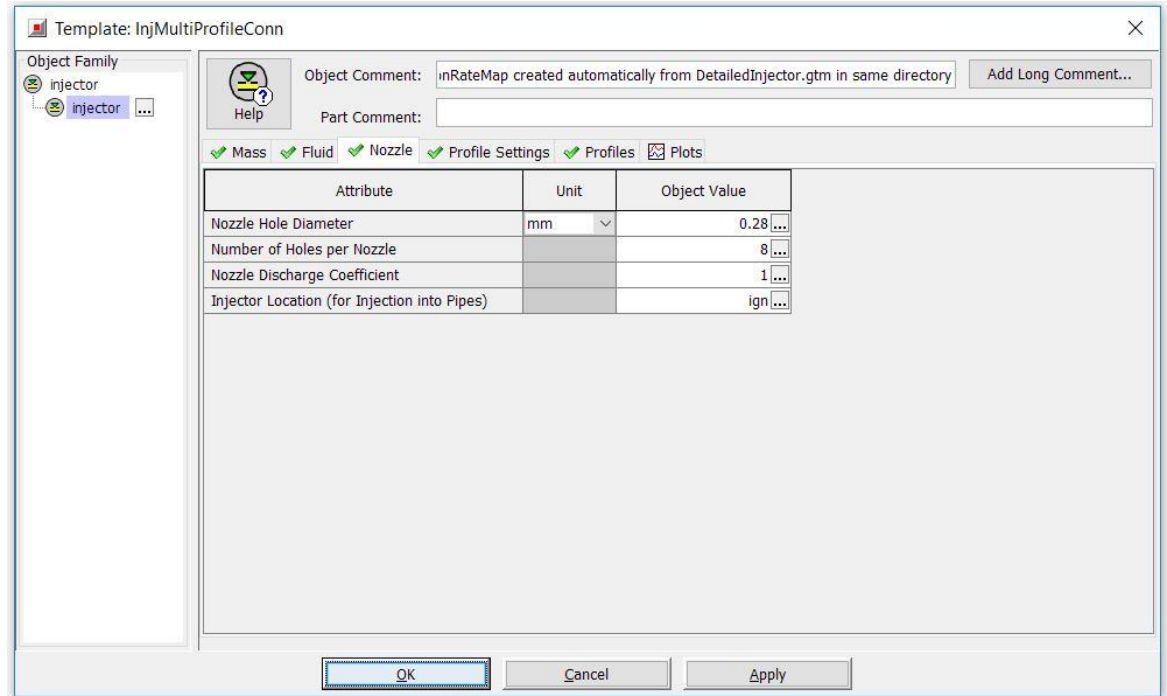 Template: InjMultiProfileConn
Object Family
injector
injector ...
Help
Object Comment: RateMap created automatically from DetailedInjector.gtm in same directory Add Long Comment...
Part Comment:
Mass Fluid Nozzle Profile Settings Profiles Plots
Attribute Unit Object Value
Nozzle Hole Diameter mm 0.28 ...
Number of Holes per Nozzle 8 ...
Nozzle Discharge Coefficient 1 ...
Injector Location (for Injection into Pipes) ign ...
OK Cancel Apply